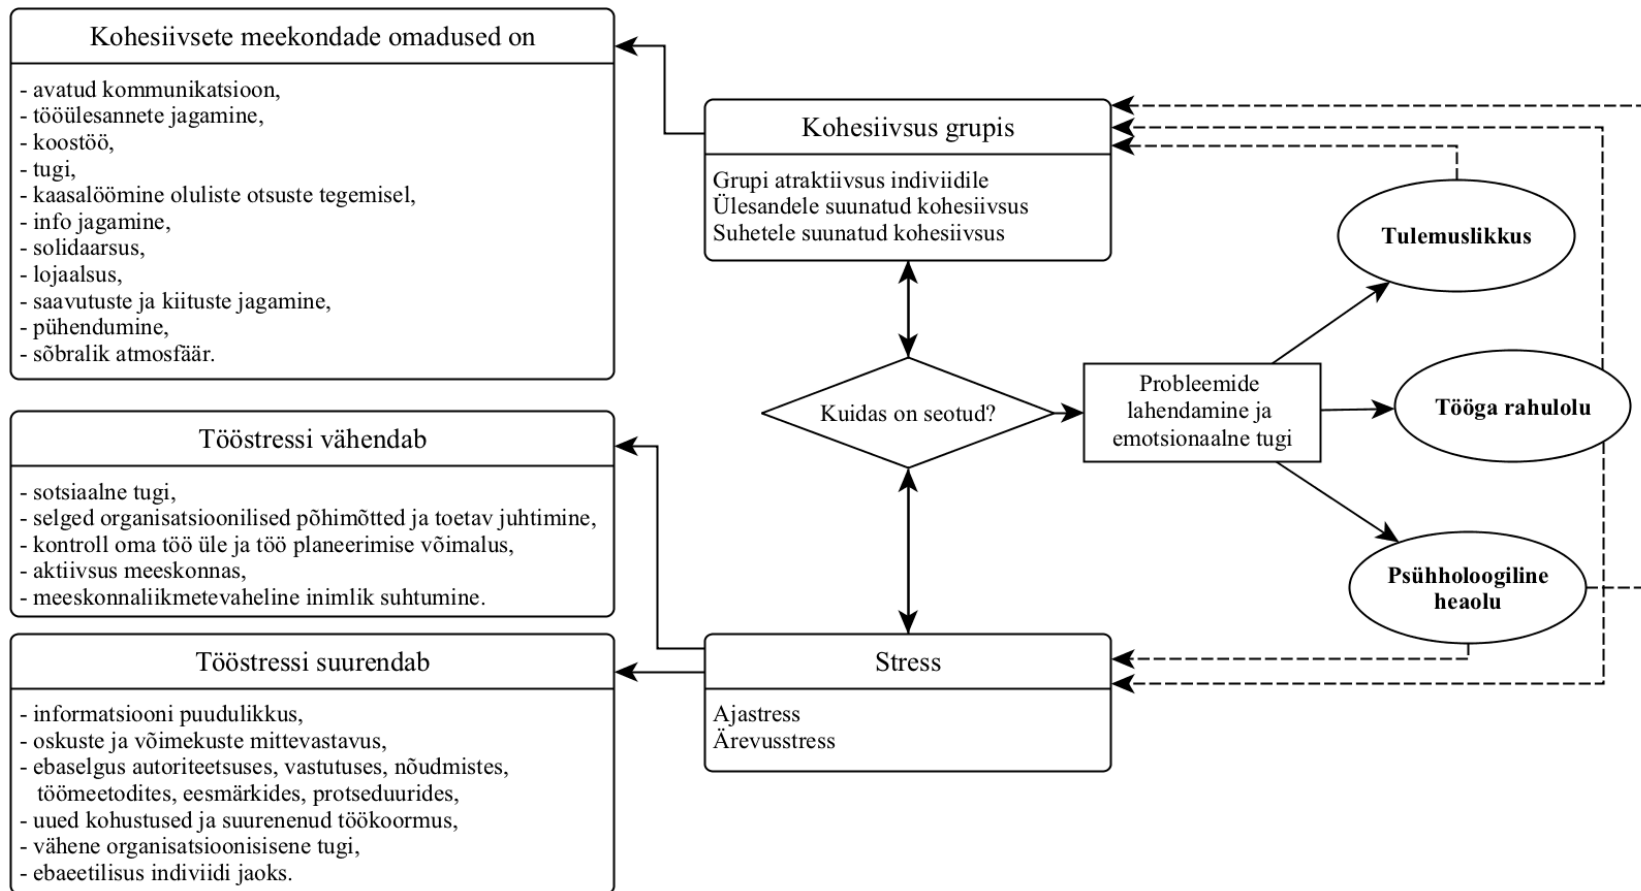 Kohesiivsete meekondade omadused on
- avatud kommunikatsioon,
- tööülesannete jagamine,
- koostöö,
- tugi,
- kaasalöömine oluliste otsuste tegemisel,
- info jagamine,
- solidaarsus,
- lojaalsus,
- saavutuste ja kiituste jagamine,
- pühendumine,
- sõbralik atmosfäär.
Tööstressi vähendab
- sotsiaalne tugi,
- selged organisatsioonilised põhimõtted ja toetav juhtimine,
- kontroll oma töö üle ja töö planeerimise võimalus,
- aktiivsus meeskonnas,
- meeskonnaliikmetevaheline inimlik suhtumine.
Tööstressi suurendab
- informatsiooni puudulikkus,
- oskuste ja võimekuste mittevastavus,
- ebaselgus autoriteetsuses, vastutuses, nõudmistes,
töömeetodites, eesmärkides, protseduurides,
- uued kohustused ja suurenenud töökoormus,
- vähene organisatsioonisisene tugi,
- ebaeetilisus indiviidi jaoks.
Kohesiivsus grupis
Grupi atraktiivsus indiviidile
Ülesandele suunatud kohesiivsus
Suhetele suunatud kohesiivsus
Kuidas on seotud?
Stress
Ajastress
Ärevusstress
Probleemide
lahendamine ja
emotsionaalne tugi
Tulemuslikkus
Tööga rahulolu
Psühholoogiline
heaolu